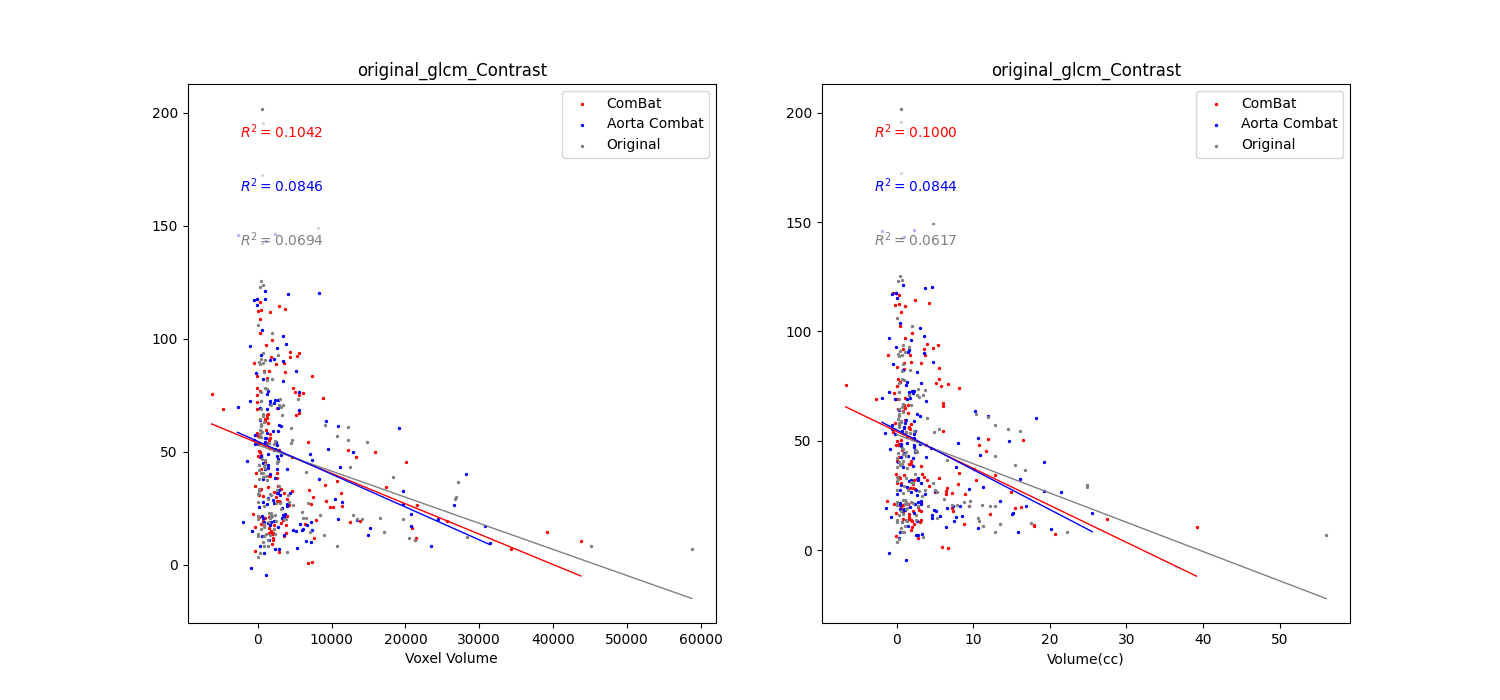 original_glcm_Contrast
200
150
100
50
0
R² = 0.1042
R² = 0.0846
R² = 0.0694
ComBat
Aorta Combat
Original
0 10000 20000 30000 40000 50000 60000
Voxel Volume
original_glcm_Contrast
200
150
100
50
0
R² = 0.1000
R² = 0.0844
R² = 0.0617
ComBat
Aorta Combat
Original
0 10 20 30 40 50
Volume(cc)